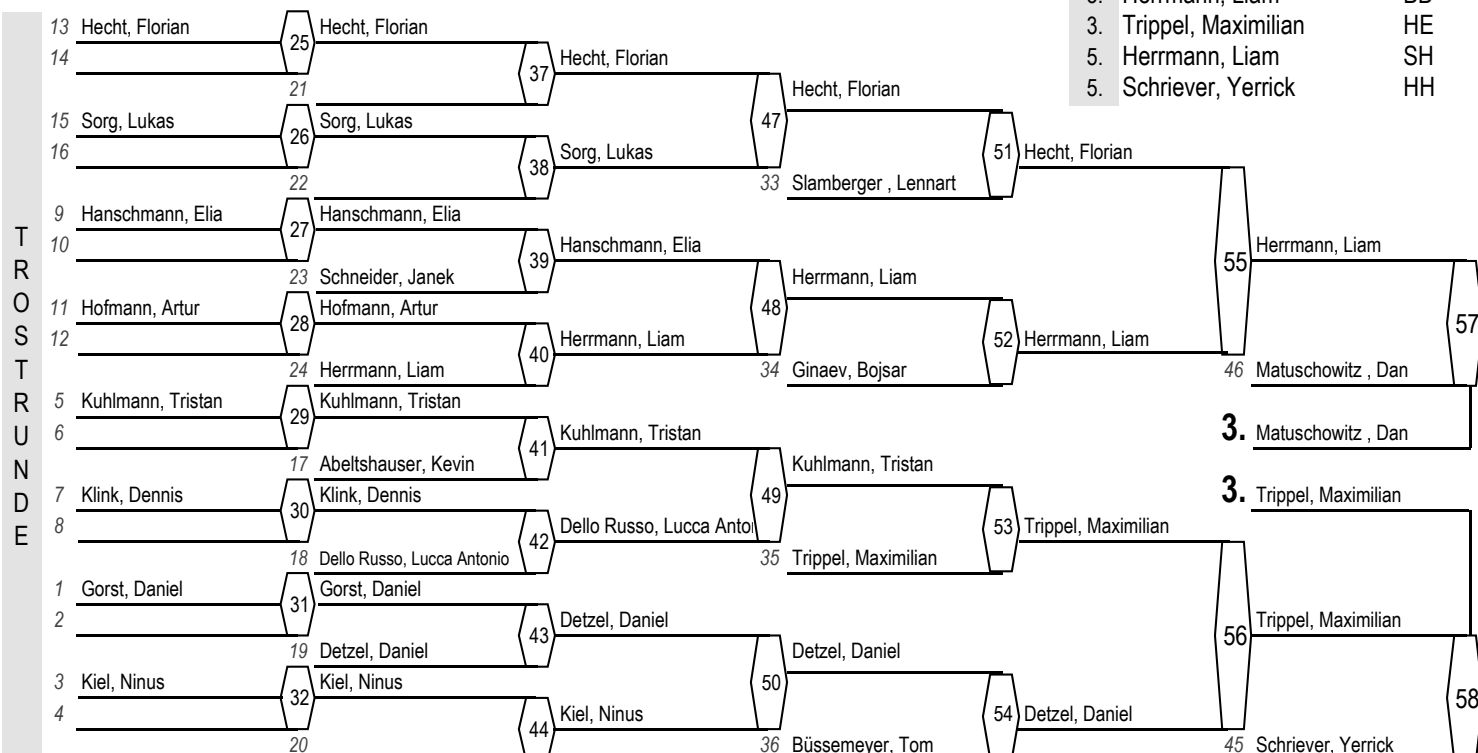 3. Trippel, Maximilian HE
5. Herrmann, Liam SH
5. Schriever, Yerrick HH
TROSTRUNDE
13 Hecht, Florian 25 Hecht, Florian
14
37 Hecht, Florian
21
Hecht, Florian
15 Sorg, Lukas 26 Sorg, Lukas
47
16
38 Sorg, Lukas
51 Hecht, Florian
22
33 Slamberger , Lennart
9 Hanschmann, Elia 27 Hanschmann, Elia
10
39 Hanschmann, Elia
55 Herrmann, Liam
23 Schneider, Janek
Herrmann, Liam
11 Hofmann, Artur 28 Hofmann, Artur
48
57
12
40 Herrmann, Liam
52 Herrmann, Liam
24 Herrmann, Liam
34 Ginaev, Bojsar
46 Matuschowitz , Dan
5 Kuhlmann, Tristan 29 Kuhlmann, Tristan
6
41 Kuhlmann, Tristan
3. Matuschowitz , Dan
17 Abeltshauser, Kevin
Kuhlmann, Tristan
7 Klink, Dennis 30 Klink, Dennis
49
3. Trippel, Maximilian
8
42 Dello Russo, Lucca Anto
53 Trippel, Maximilian
18 Dello Russo, Lucca Antonio
35 Trippel, Maximilian
1 Gorst, Daniel 31 Gorst, Daniel
2
43 Detzel, Daniel
56 Trippel, Maximilian
19 Detzel, Daniel
Detzel, Daniel
3 Kiel, Ninus 32 Kiel, Ninus
50
58
4
44 Kiel, Ninus
54 Detzel, Daniel
20
36 Büssemeyer, Tom
45 Schriever, Yerrick